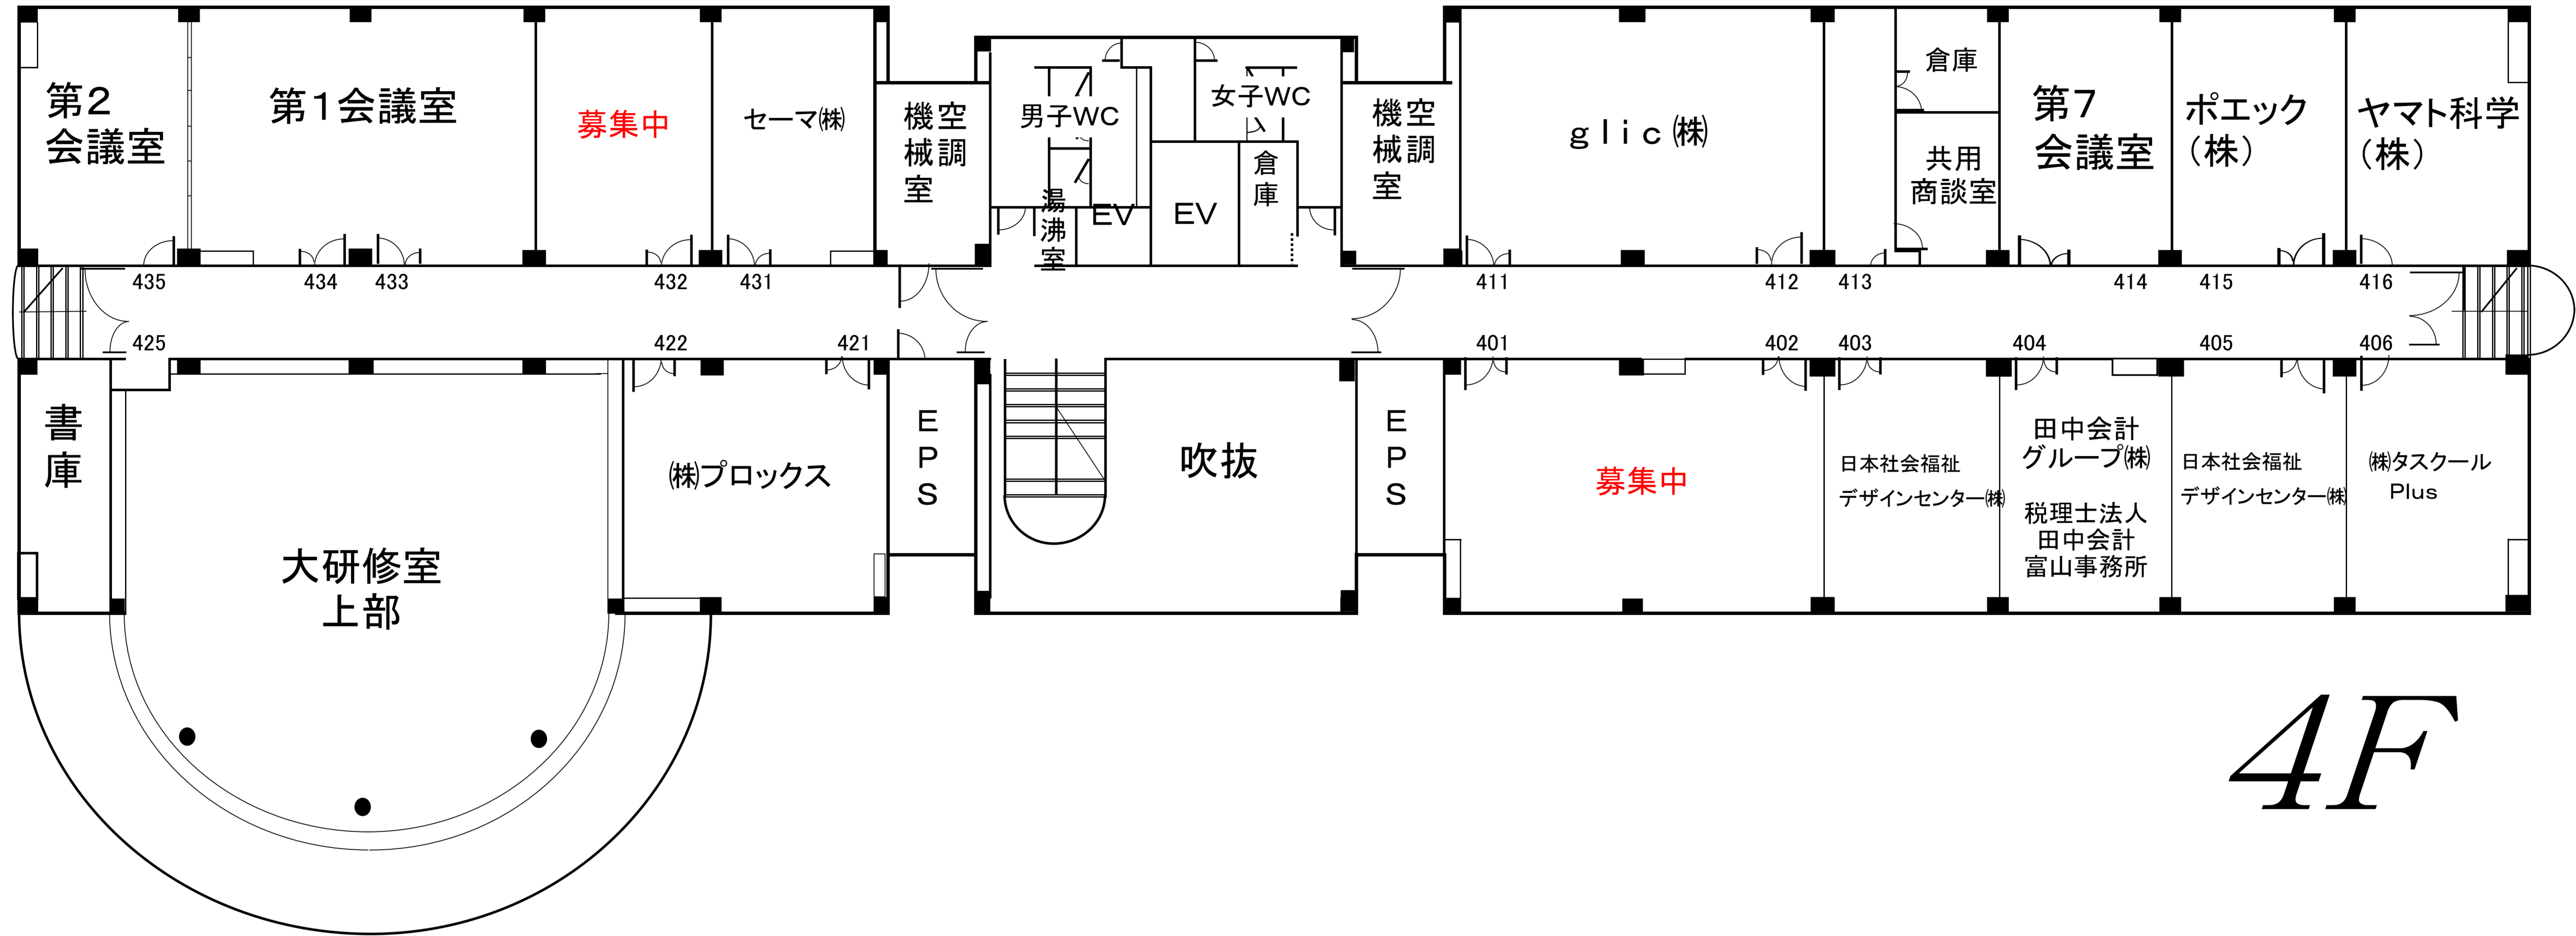 第2
会議室
第1会議室
募集中
セーマ㈱
空調
機械室
男子WC
女子WC
湯沸室
EV
EV
倉庫
空調
機械室
glic㈱
倉庫
共用
商談室
第7
会議室
ポエック
(株)
ヤマト科学
(株)
435
434
433
432
431
411
412
413
414
415
416
425
422
421
401
402
403
404
405
406
書庫
大研修室
上部
㈱プロックス
EPS
吹抜
EPS
募集中
日本社会福祉
デザインセンター㈱
田中会計
グループ㈱
税理士法人
田中会計
富山事務所
日本社会福祉
デザインセンター㈱
㈱タスクール
Plus
4F